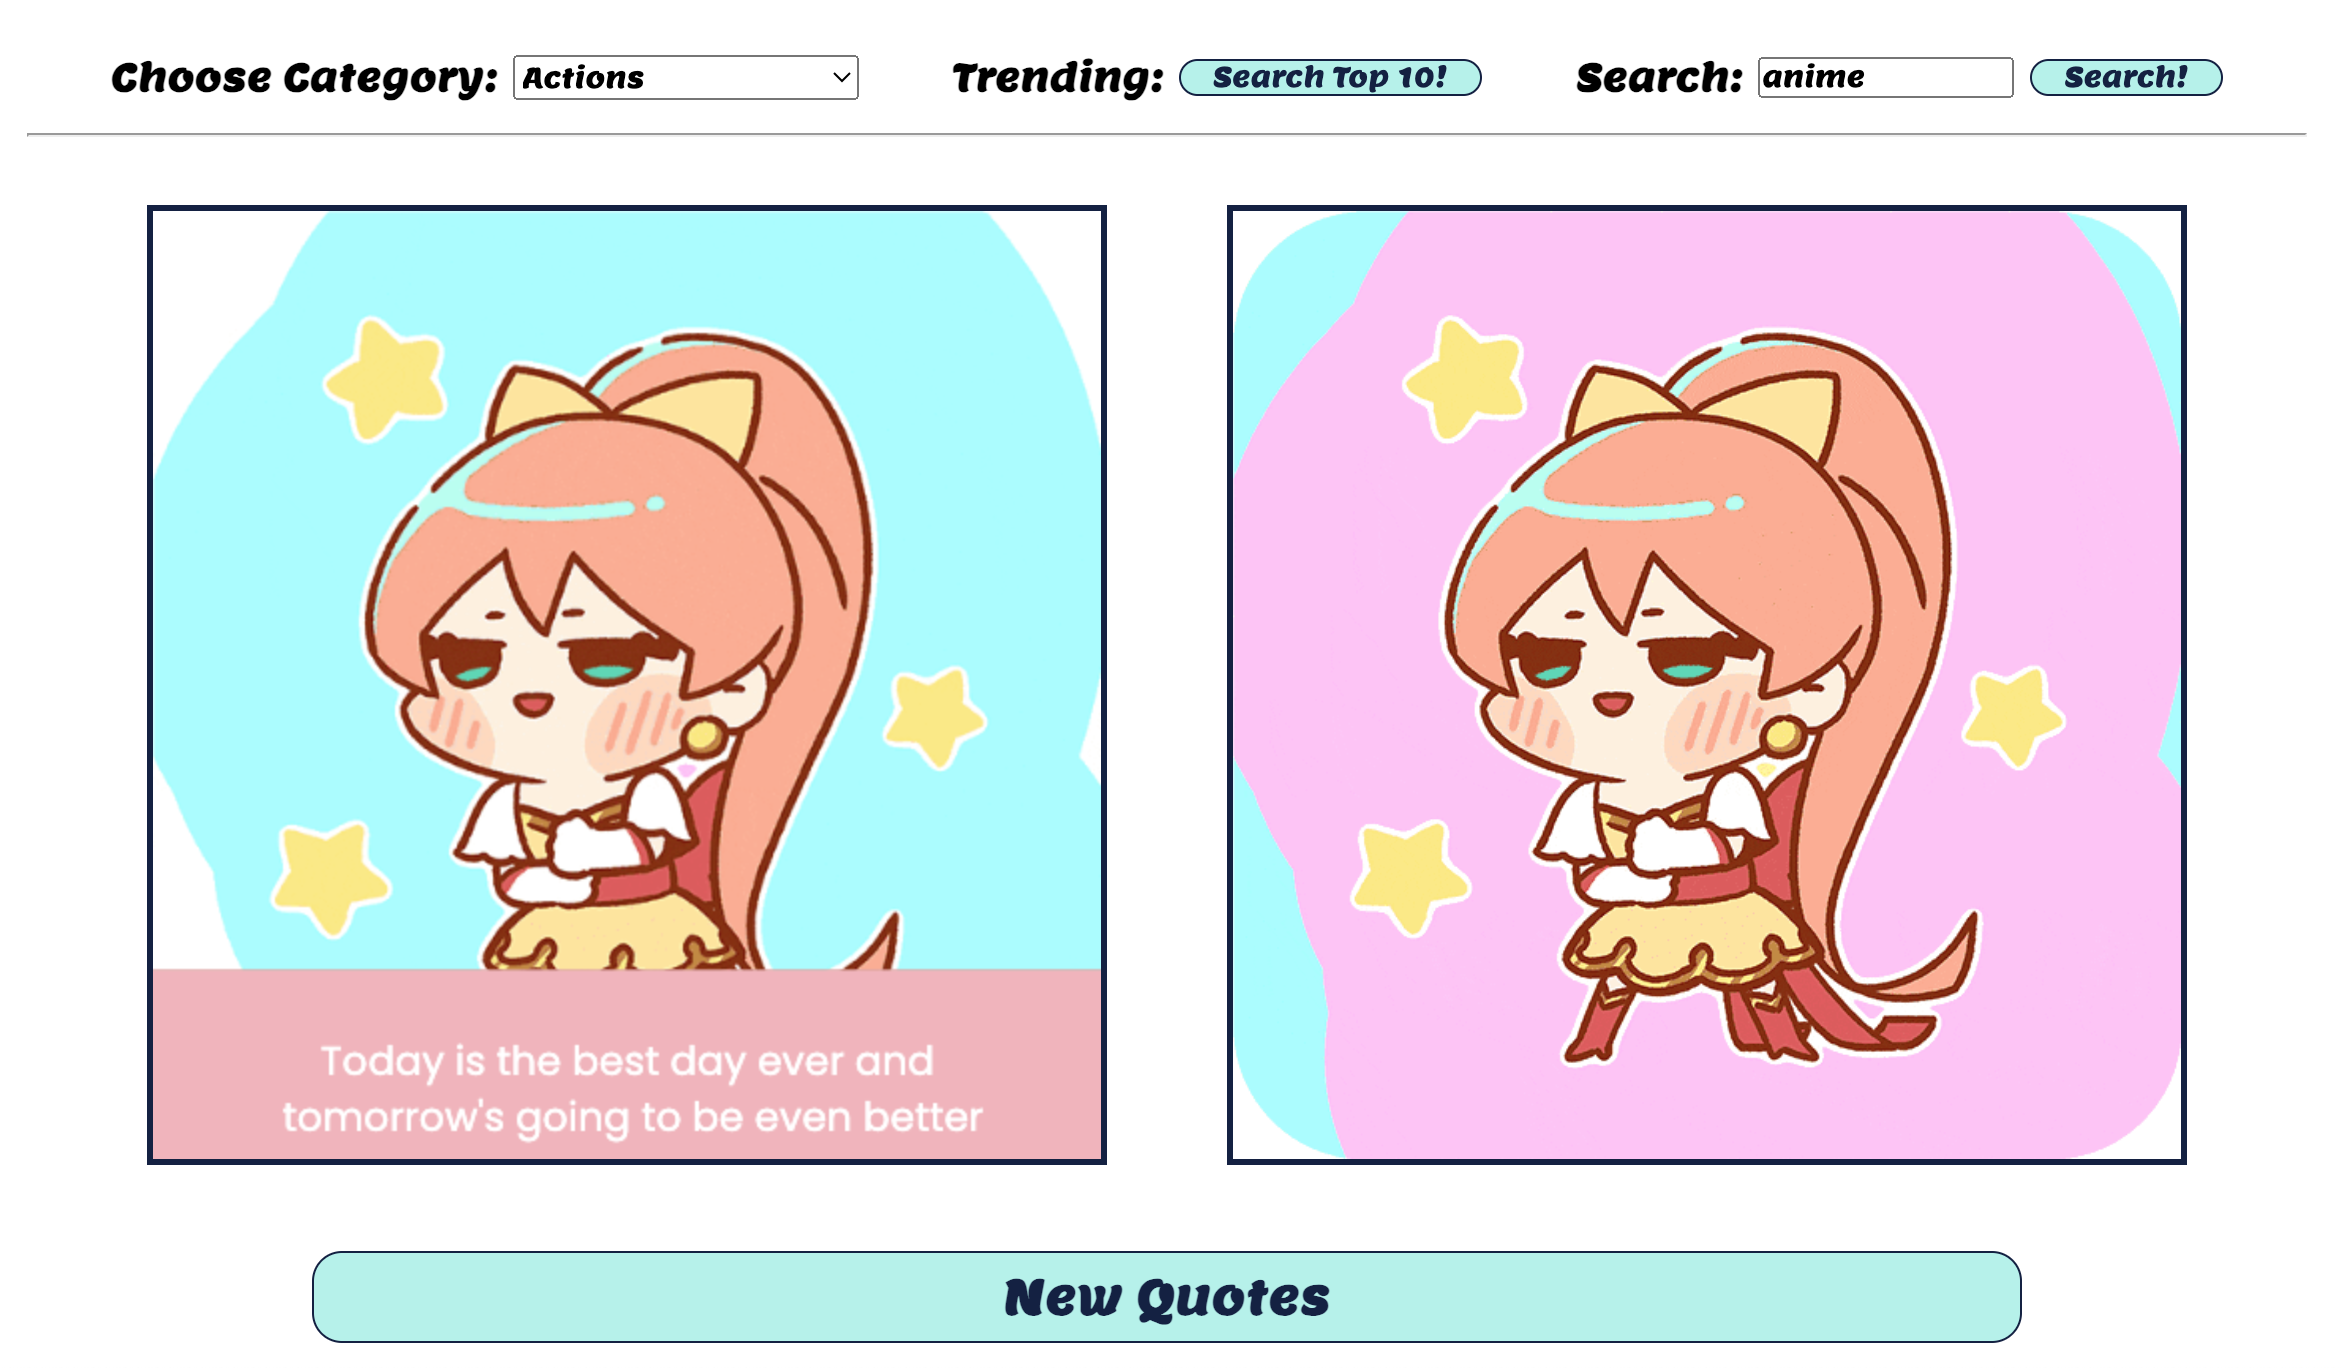 Choose Category: Actions Trending: Search Top 10! Search: anime Search!
Today is the best day ever and
tomorrow's going to be even better
New Quotes